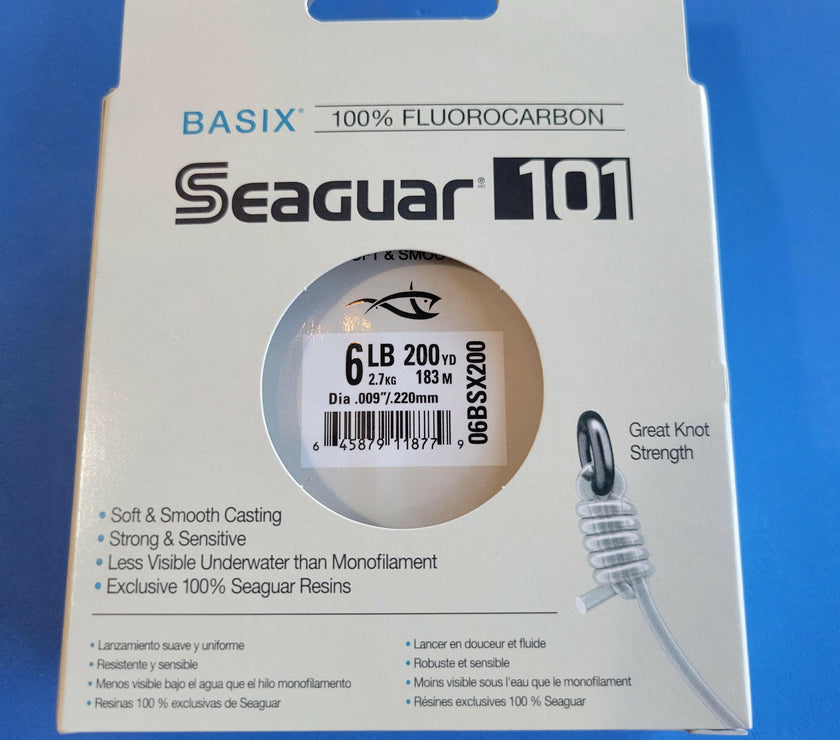 BASIX® 100% FLUOROCARBON
SEAGUAR® 101
& SMOO
6 LB 200 YD
2.7KG 183 M
Dia .009"/.220mm
06BSX200
6 45879 11877 9
Great Knot
Strength
• Soft & Smooth Casting
• Strong & Sensitive
• Less Visible Underwater than Monofilament
• Exclusive 100% Seaguar Resins
• Lanzamiento suave y uniforme
• Resistente y sensible
• Menos visible bajo el agua que el hilo monofilamento
• Resinas 100 % exclusivas de Seaguar
• Lancer en douceur et fluide
• Robuste et sensible
• Moins visible sous l'eau que le monofilament
• Résines exclusives 100 % Seaguar